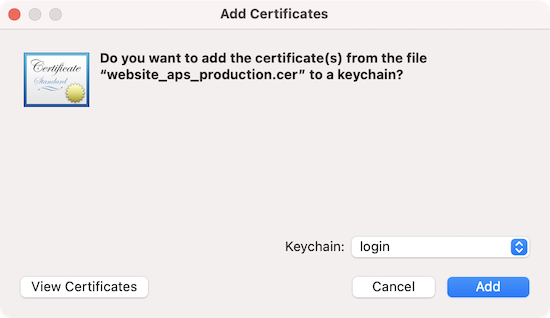 Add Certificates
Certificate
Standard
Do you want to add the certificate(s) from the file
“website_aps_production.cer” to a keychain?
Keychain: login
View Certificates Cancel Add